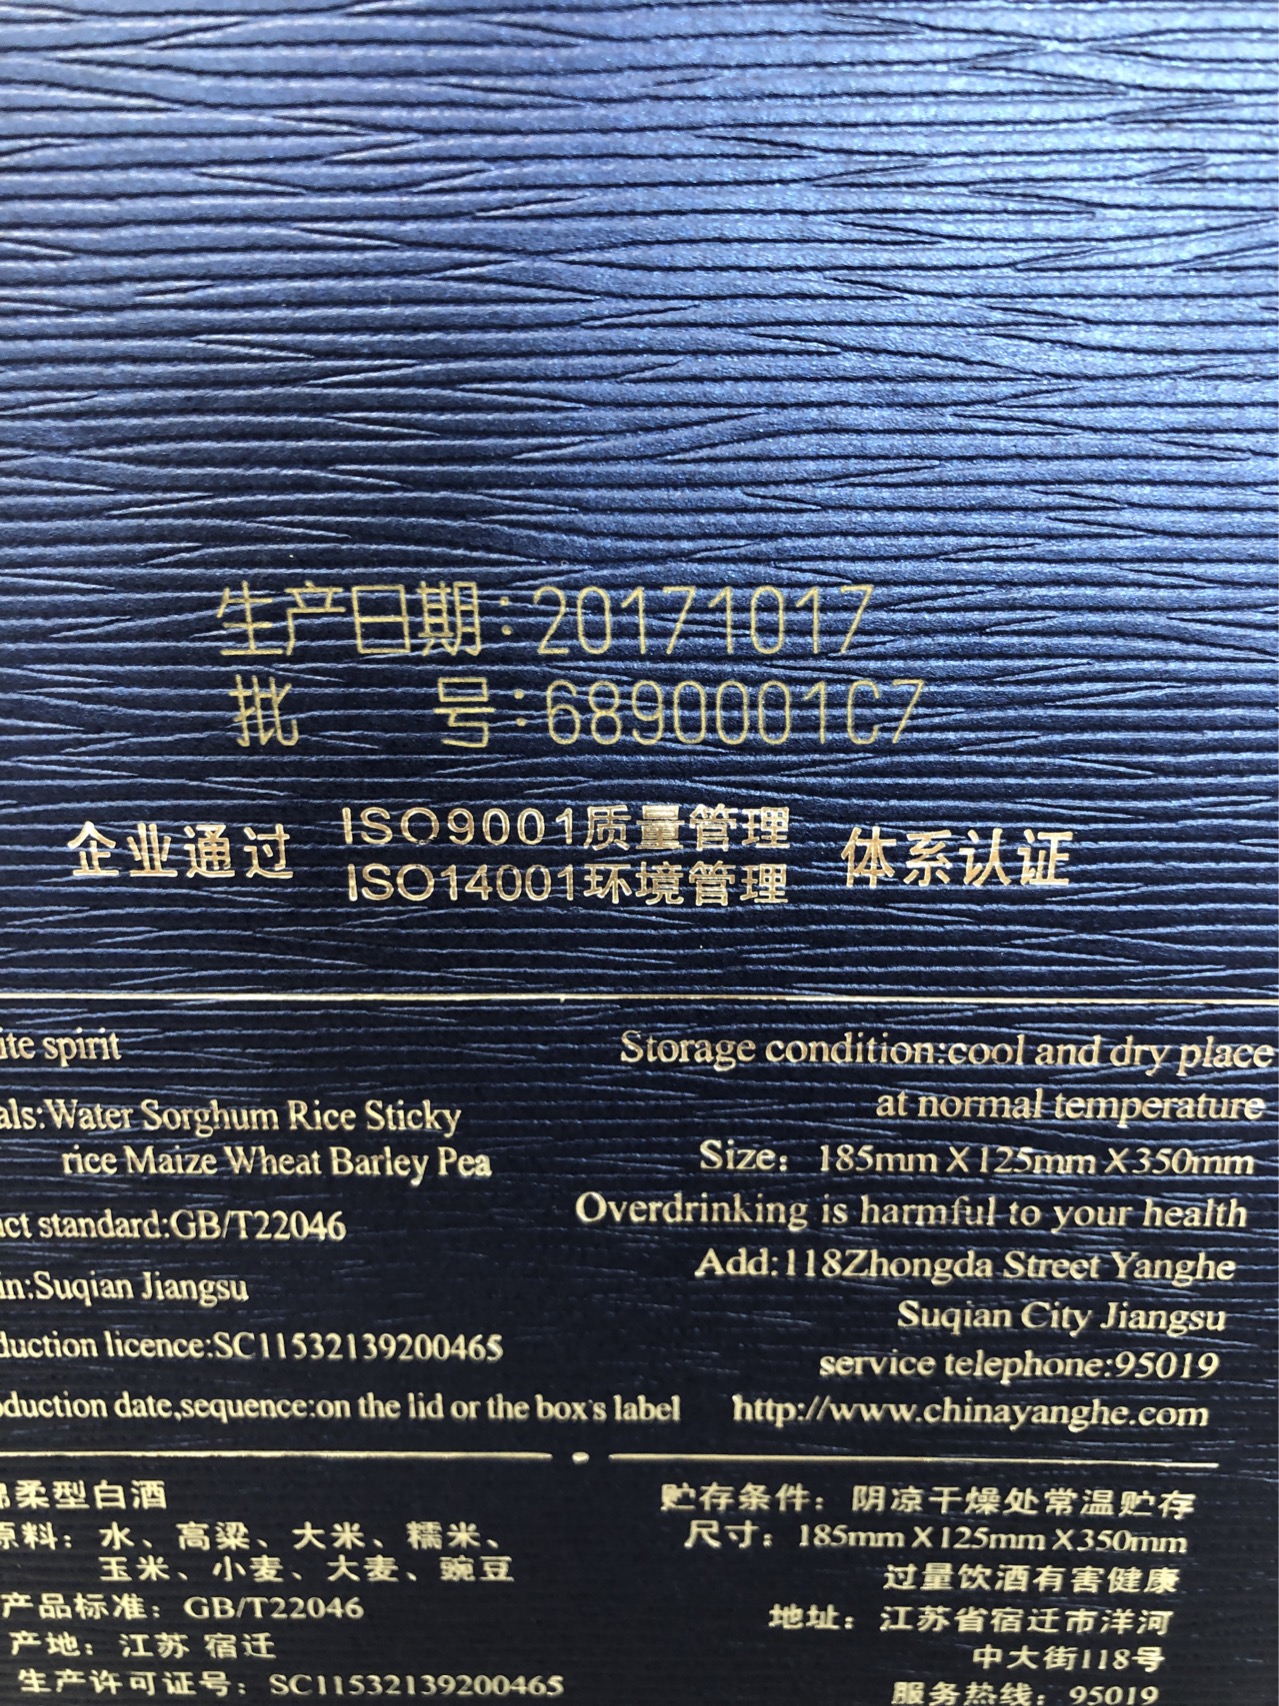 生产日期:20171017
批 号:6890001C7
企业通过 ISO9001质量管理 体系认证
ISO14001环境管理
spirit
Storage condition:cool and dry place
at normal temperature
Water Sorghum Rice Sticky
rice Maize Wheat Barley Pea
Size: 185mm X 125mm X 350mm
Overdrinking is harmful to your health
standard:GB/T22046
Add:118Zhongda Street Yanghe
Suqian Jiangsu
Suqian City Jiangsu
licence:SC11532139200465
service telephone:95019
date,sequence:on the lid or the box's label
http://www.chinayanghe.com
柔型白酒
贮存条件: 阴凉干燥处常温贮存
料: 水、高粱、大米、糯米、
玉米、小麦、大麦、豌豆
尺寸: 185mm X 125mm X 350mm
过量饮酒有害健康
产品标准: GB/T22046
地址: 江苏省宿迁市洋河
产地: 江苏 宿迁
中大街118号
生产许可证号: SC11532139200465
服务热线: 95019